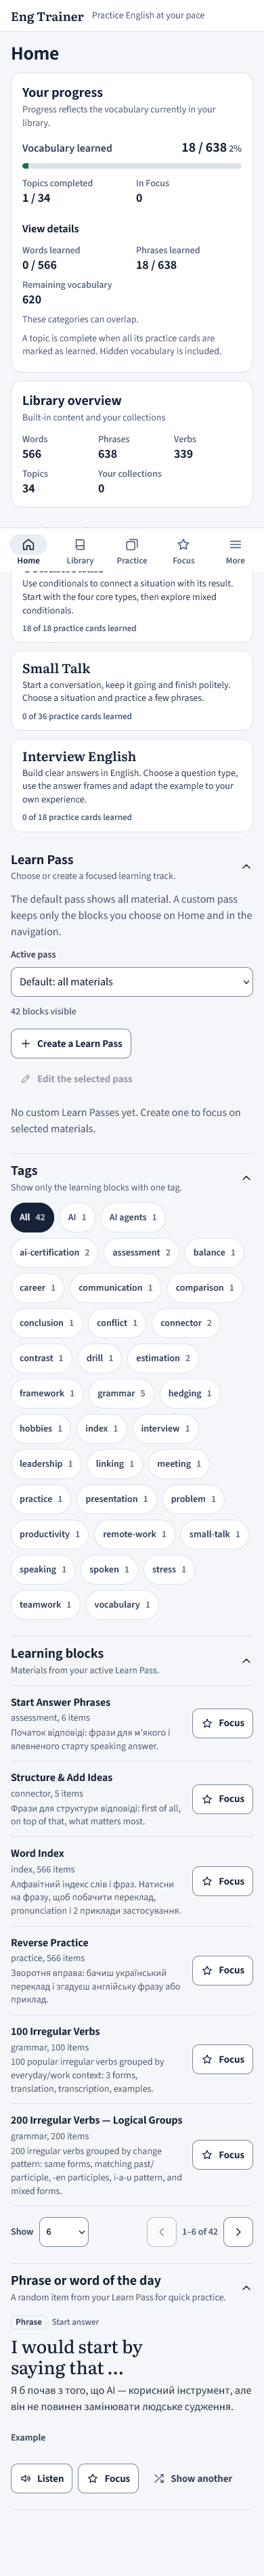 Eng Trainer Practice English at your pace
Home
Your progress
Progress reflects the vocabulary currently in your
library.
Vocabulary learned 18 / 638 2%
Topics completed In Focus
1 / 34 0
View details
Words learned Phrases learned
0 / 566 18 / 638
Remaining vocabulary
620
These categories can overlap.
A topic is complete when all its practice cards are
marked as learned. Hidden vocabulary is included.
Library overview
Built-in content and your collections
Words Phrases Verbs
566 638 339
Topics Your collections
34 0
Home Library Practice Focus More
Use conditionals to connect a situation with its result.
Start with the four core types, then explore mixed
conditionals.
18 of 18 practice cards learned
Small Talk
Start a conversation, keep it going and finish politely.
Choose a situation and practice a few phrases.
0 of 36 practice cards learned
Interview English
Build clear answers in English. Choose a question type,
use the answer frames and adapt the example to your
own experience.
0 of 18 practice cards learned
Learn Pass
Choose or create a focused learning track.
The default pass shows all material. A custom pass
keeps only the blocks you choose on Home and in the
navigation.
Active pass
Default: all materials
42 blocks visible
Create a Learn Pass
Edit the selected pass
No custom Learn Passes yet. Create one to focus on
selected materials.
Tags
Show only the learning blocks with one tag.
All 42 AI 1 AI agents 1
ai-certification 2 assessment 2 balance 1
career 1 communication 1 comparison 1
conclusion 1 conflict 1 connector 2
contrast 1 drill 1 estimation 2
framework 1 grammar 5 hedging 1
hobbies 1 index 1 interview 1
leadership 1 linking 1 meeting 1
practice 1 presentation 1 problem 1
productivity 1 remote-work 1 small-talk 1
speaking 1 spoken 1 stress 1
teamwork 1 vocabulary 1
Learning blocks
Materials from your active Learn Pass.
Start Answer Phrases
assessment, 6 items
Початок відповіді: фрази для м’якого і
впевненого старту speaking answer.
Focus
Structure & Add Ideas
connector, 5 items
Фрази для структури відповіді: first of all,
on top of that, what matters most.
Focus
Word Index
index, 566 items
Алфавітний індекс слів і фраз. Натисни
на фразу, щоб побачити переклад,
pronunciation і 2 приклади застосування.
Focus
Reverse Practice
practice, 566 items
Зворотня вправа: бачиш український
переклад і згадуєш англійську фразу або
приклад.
Focus
100 Irregular Verbs
grammar, 100 items
100 popular irregular verbs grouped by
everyday/work context: 3 forms,
translation, transcription, examples.
Focus
200 Irregular Verbs — Logical Groups
grammar, 200 items
200 irregular verbs grouped by change
pattern: same forms, matching past/
participle, -en participles, i-a-u pattern, and
mixed forms.
Focus
Show 6 1–6 of 42
Phrase or word of the day
A random item from your Learn Pass for quick practice.
Phrase Start answer
I would start by
saying that …
Я б почав з того, що AI — корисний інструмент, але
він не повинен замінювати людське судження.
Example
Listen Focus Show another